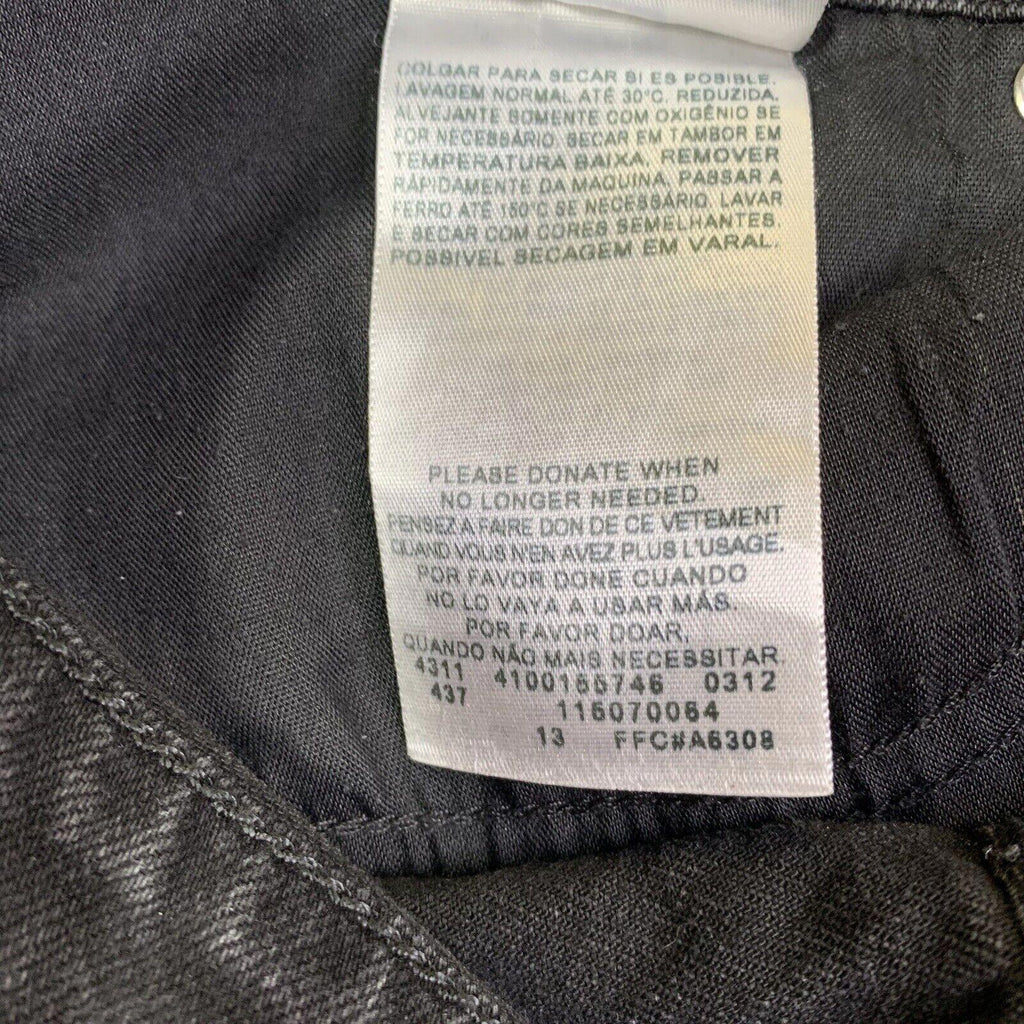 COLGAR PARA SECAR SI ES POSIBLE.
LAVAGEM NORMAL ATÉ 30°C. REDUZIDA.
ALVEJANTE SOMENTE COM OXIGÊNIO SE
FOR NECESSÁRIO. SECAR EM TAMBOR EM
TEMPERATURA BAIXA. REMOVER
RÁPIDAMENTE DA MAQUINA, PASSAR A
FERRO ATÉ 150°C SE NECESSÁRIO. LAVAR
E SECAR COM CORES SEMELHANTES.
POSSIVEL SECAGEM EM VARAL.
PLEASE DONATE WHEN
NO LONGER NEEDED.
PENSEZ A FAIRE DON DE CE VETEMENT
QUAND VOUS N'EN AVEZ PLUS L'USAGE.
POR FAVOR DONE CUANDO
NO LO VAYA A USAR MÁS.
POR FAVOR DOAR,
QUANDO NÃO MAIS NECESSITAR.
4311 4100166746 0312
437 116070064
13 FFC#A6308